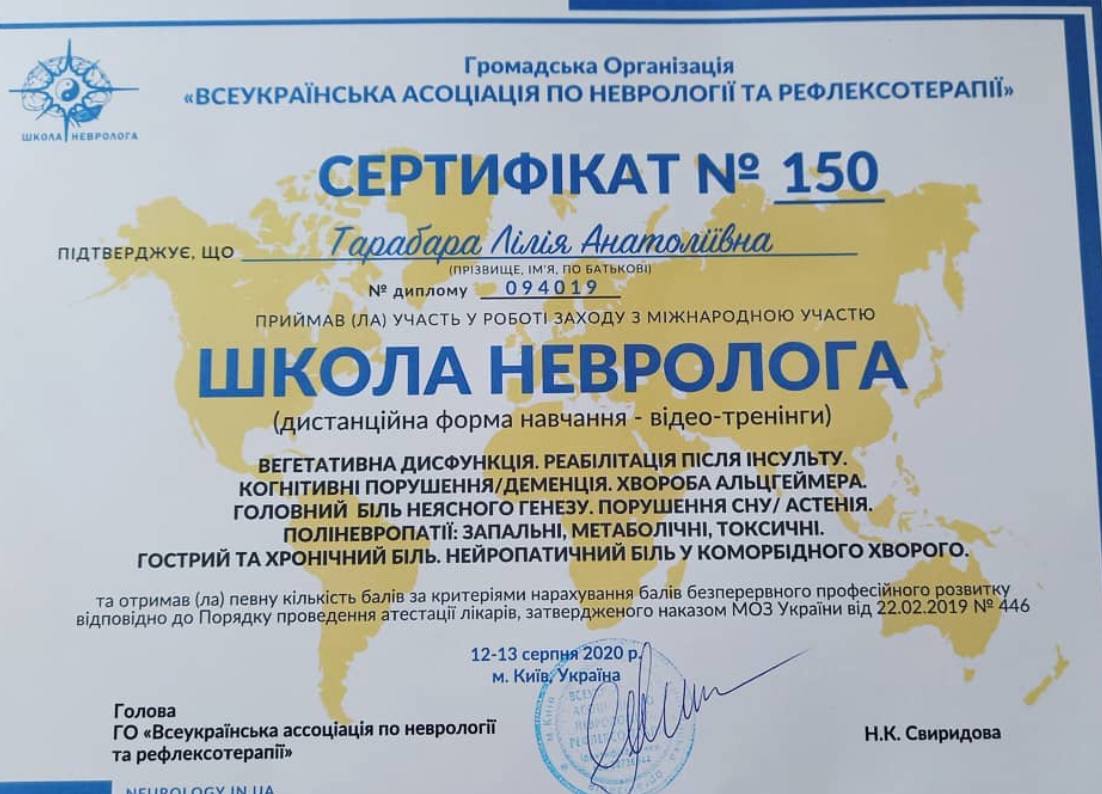 Громадська Організація
«ВСЕУКРАЇНСЬКА АСОЦІАЦІЯ ПО НЕВРОЛОГІЇ ТА РЕФЛЕКСОТЕРАПІЇ»
ШКОЛА НЕВРОЛОГА
СЕРТИФІКАТ № 150
ПІДТВЕРДЖУЄ, ЩО Тарабара Лілія Анатоліївна
(ПРІЗВИЩЕ, ІМ'Я, ПО БАТЬКОВІ)
№ диплому 094019
ПРИЙМАВ (ЛА) УЧАСТЬ У РОБОТІ ЗАХОДУ З МІЖНАРОДНОЮ УЧАСТЮ
ШКОЛА НЕВРОЛОГА
(дистанційна форма навчання - відео-тренінги)
ВЕГЕТАТИВНА ДИСФУНКЦІЯ. РЕАБІЛІТАЦІЯ ПІСЛЯ ІНСУЛЬТУ.
КОГНІТИВНІ ПОРУШЕННЯ/ДЕМЕНЦІЯ. ХВОРОБА АЛЬЦГЕЙМЕРА.
ГОЛОВНИЙ БІЛЬ НЕЯСНОГО ГЕНЕЗУ. ПОРУШЕННЯ СНУ/ АСТЕНІЯ.
ПОЛІНЕВРОПАТІЇ: ЗАПАЛЬНІ, МЕТАБОЛІЧНІ, ТОКСИЧНІ.
ГОСТРИЙ ТА ХРОНІЧНИЙ БІЛЬ. НЕЙРОПАТИЧНИЙ БІЛЬ У КОМОРБІДНОГО ХВОРОГО.
та отримав (ла) певну кількість балів за критеріями нарахування балів безперервного професійного розвитку
відповідно до Порядку проведення атестації лікарів, затвердженого наказом МОЗ України від 22.02.2019 № 446
12-13 серпня 2020 р.
м. Київ, Україна
Голова
ГО «Всеукраїнська асоціація по неврології
та рефлексотерапії»
Н.К. Свиридова
NEUROLOGY.IN.UA